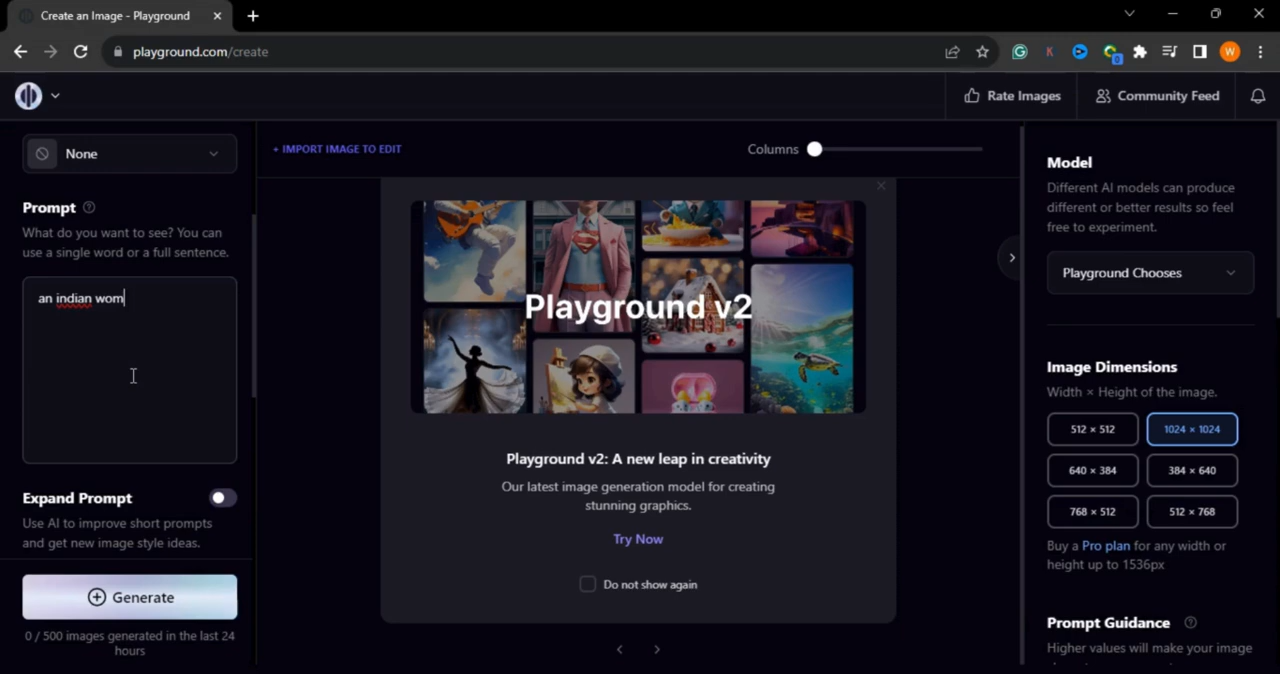 Create an Image - Playground
playground.com/create
Rate Images
Community Feed
None
Prompt
What do you want to see? You can
use a single word or a full sentence.
an indian wom
Expand Prompt
Use AI to improve short prompts
and get new image style ideas.
Generate
0 / 500 images generated in the last 24
hours
+ IMPORT IMAGE TO EDIT
Columns
Playground v2
Playground v2: A new leap in creativity
Our latest image generation model for creating
stunning graphics.
Try Now
Do not show again
Model
Different AI models can produce
different or better results so feel
free to experiment.
Playground Chooses
Image Dimensions
Width × Height of the image.
512 × 512
1024 × 1024
640 × 384
384 × 640
768 × 512
512 × 768
Buy a Pro plan for any width or
height up to 1536px
Prompt Guidance
Higher values will make your image